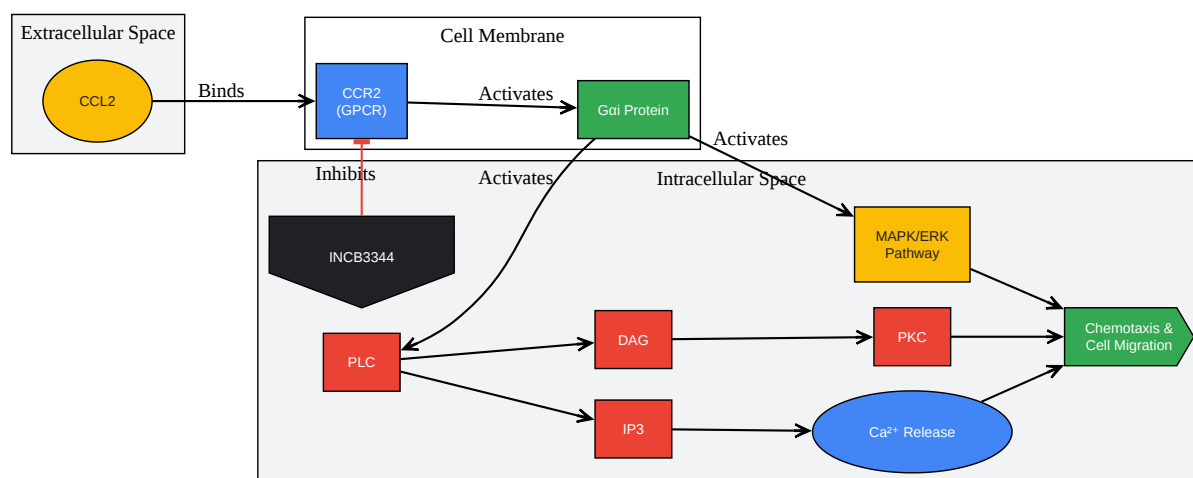 Extracellular Space
Cell Membrane
CCL2
Binds
CCR2
(GPCR)
Activates
Gαi Protein
Activates
Inhibits
Activates
Intracellular Space
INCB3344
MAPK/ERK
Pathway
PLC
DAG
PKC
Chemotaxis &
Cell Migration
IP3
Ca²⁺ Release